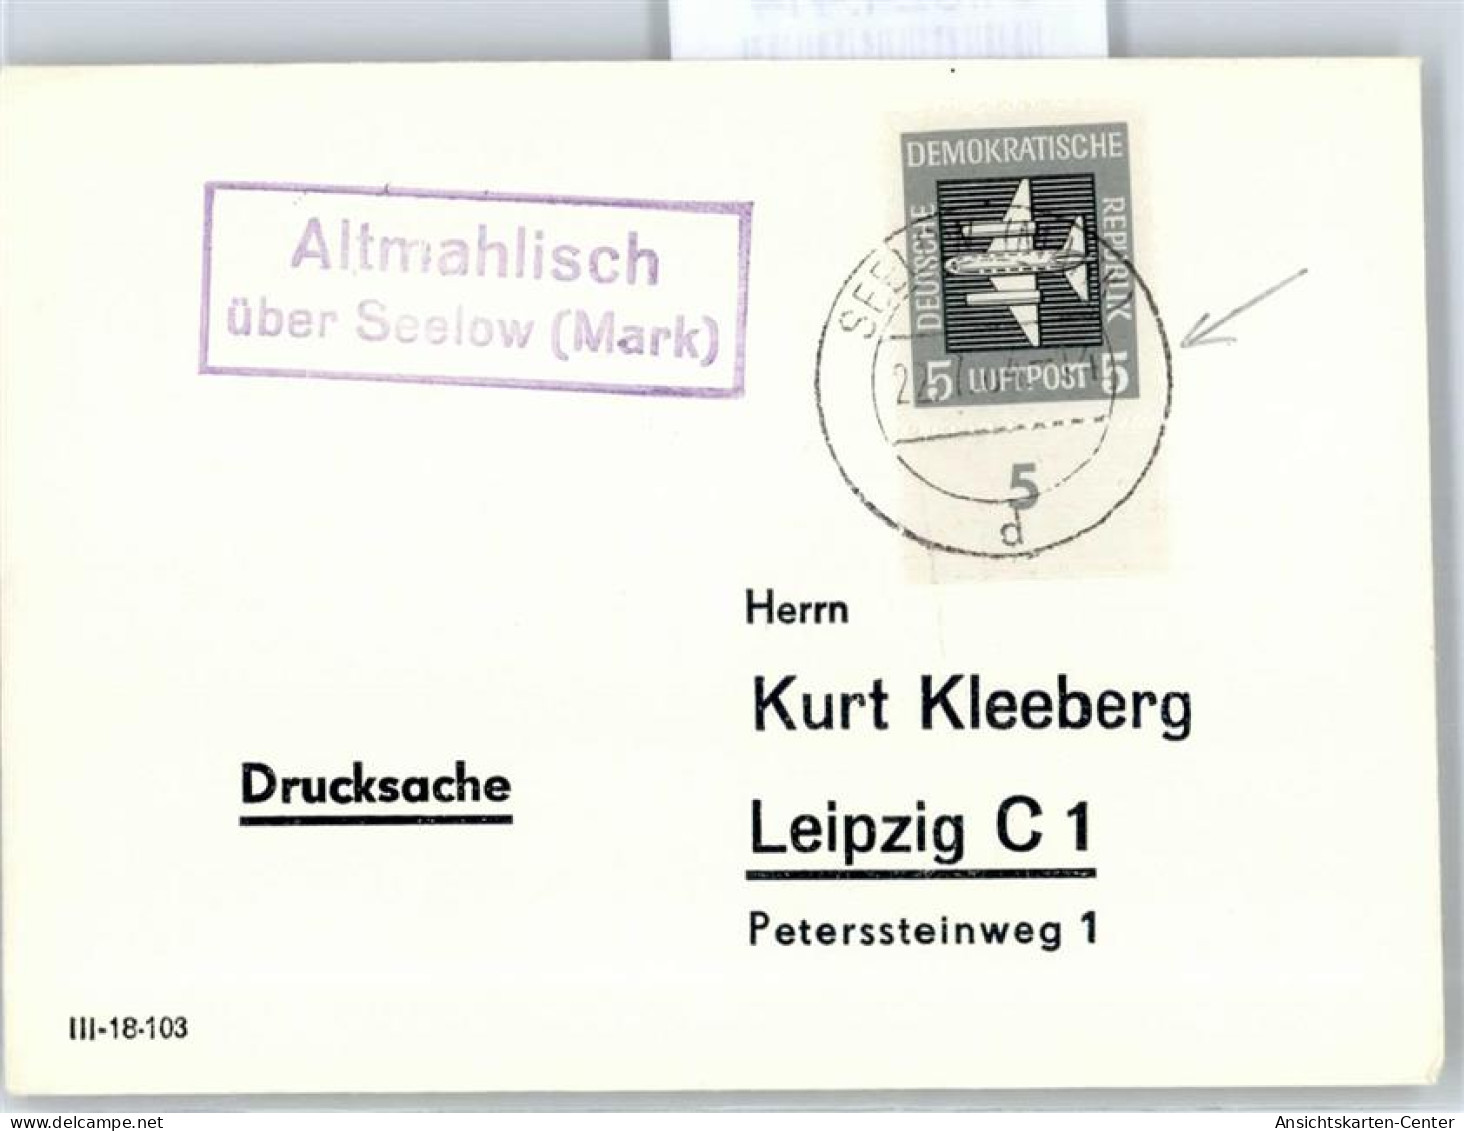 Altmahlisch
über Seelow (Mark)
DEMOKRATISCHE
DEUTSCHE
REPUBLIK
5 LUFTPOST 5
5
d
Herrn
Kurt Kleeberg
Drucksache
Leipzig C 1
Peterssteinweg 1
III-18-103
delcampe.net
Ansichtskarten-Center